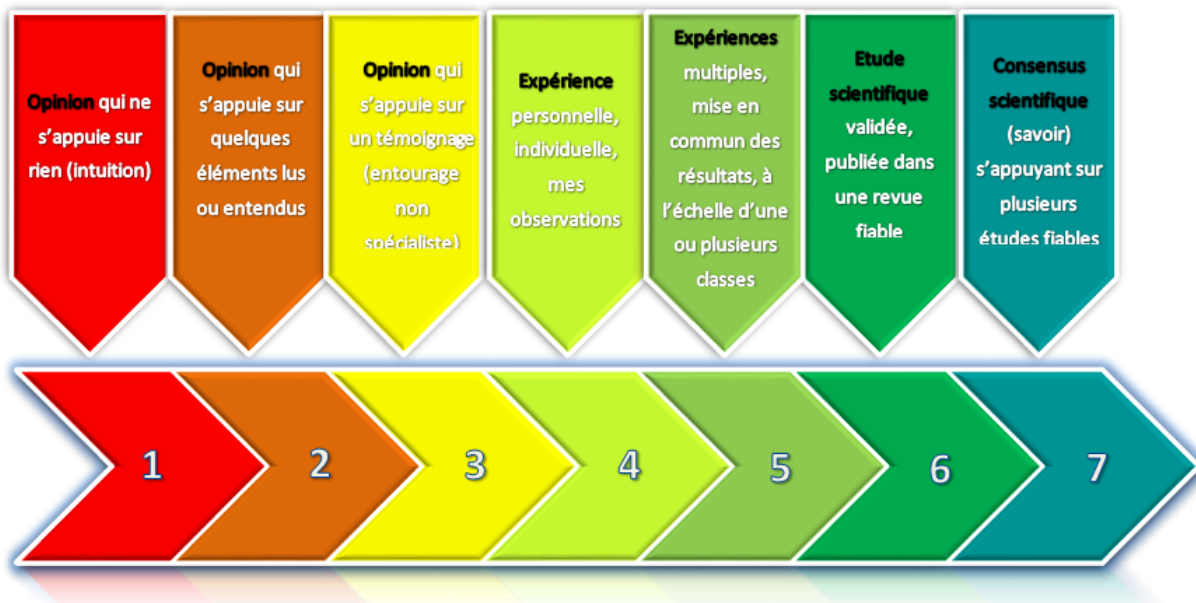 Opinion qui ne
s'appuie sur
rien (intuition)
Opinion qui
s'appuie sur
quelques
éléments lus
ou entendus
Opinion qui
s'appuie sur
un témoignage
(entourage
non
spécialiste)
Expérience
personnelle,
individuelle,
mes
observations
Expériences
multiples,
mise en
commun des
résultats, à
l'échelle d'une
ou plusieurs
classes
Etude
scientifique
validée,
publiée dans
une revue
fiable
Consensus
scientifique
(savoir)
s'appuyant sur
plusieurs
études fiables
1
2
3
4
5
6
7